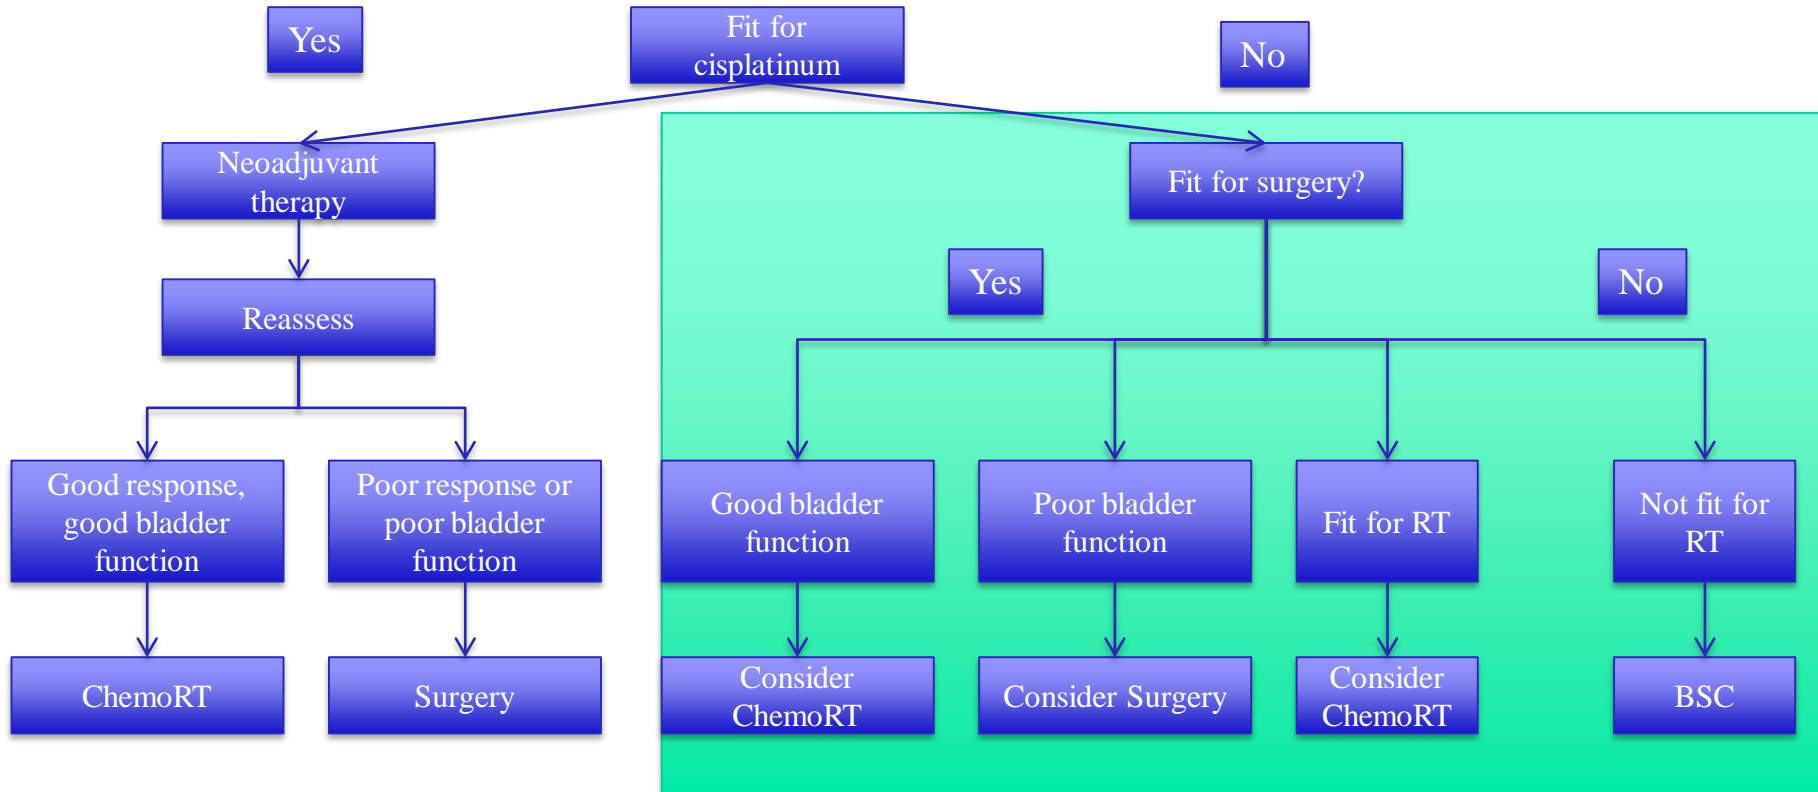 Yes
Fit for
cisplatinum
No
Neoadjuvant
therapy
Fit for surgery?
Yes
No
Reassess
Good response,
good bladder
function
Poor response or
poor bladder
function
Good bladder
function
Poor bladder
function
Fit for RT
Not fit for
RT
ChemoRT
Surgery
Consider
ChemoRT
Consider Surgery
Consider
ChemoRT
BSC